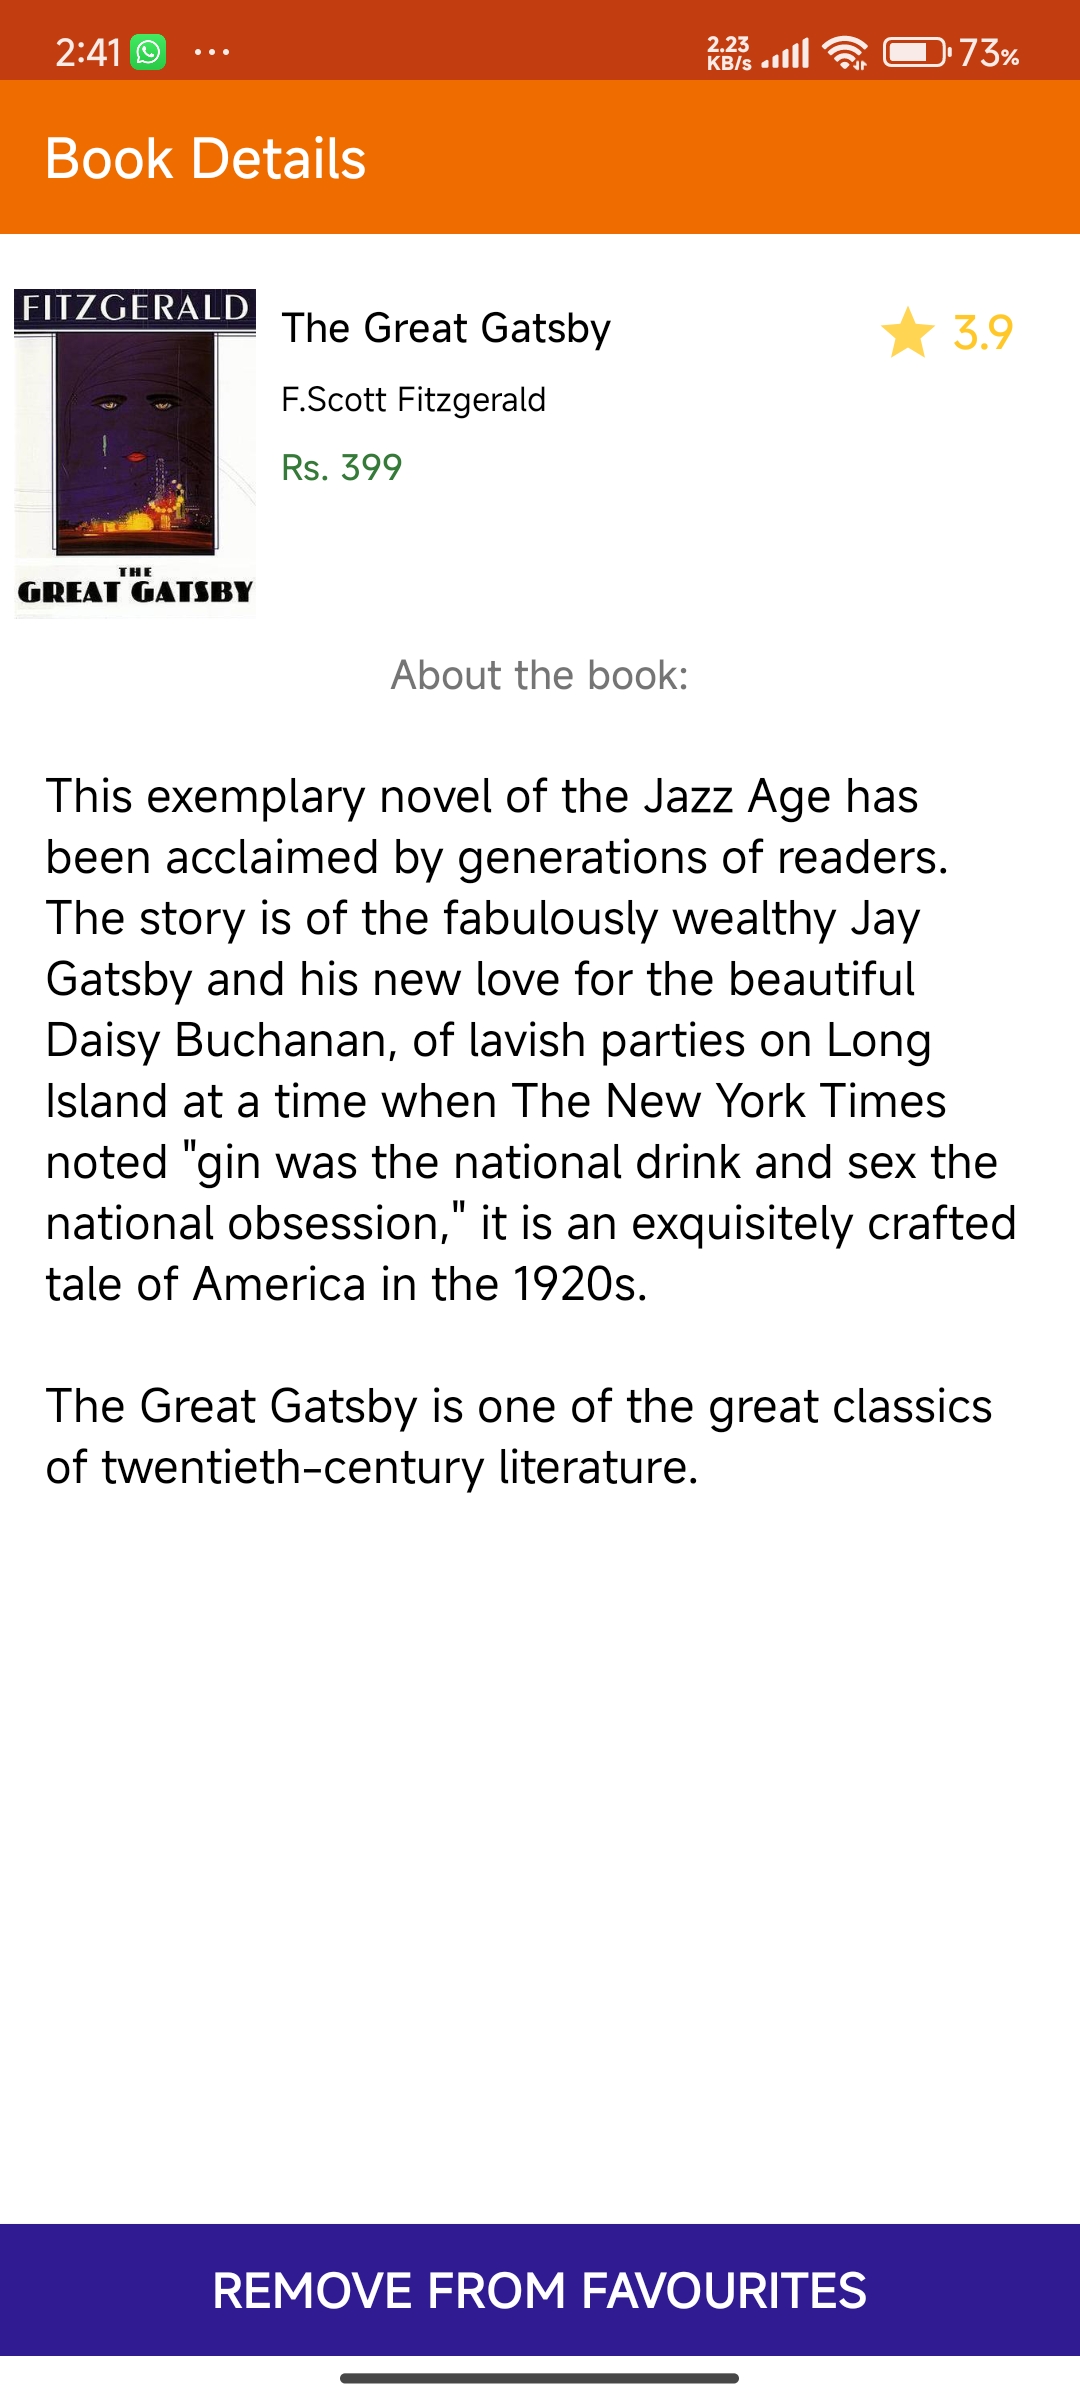 2:41 ... 2.23 KB/s 73%
Book Details
FITZGERALD
THE
GREAT GATSBY
The Great Gatsby
3.9
F.Scott Fitzgerald
Rs. 399
About the book:
This exemplary novel of the Jazz Age has
been acclaimed by generations of readers.
The story is of the fabulously wealthy Jay
Gatsby and his new love for the beautiful
Daisy Buchanan, of lavish parties on Long
Island at a time when The New York Times
noted "gin was the national drink and sex the
national obsession," it is an exquisitely crafted
tale of America in the 1920s.
The Great Gatsby is one of the great classics
of twentieth-century literature.
REMOVE FROM FAVOURITES